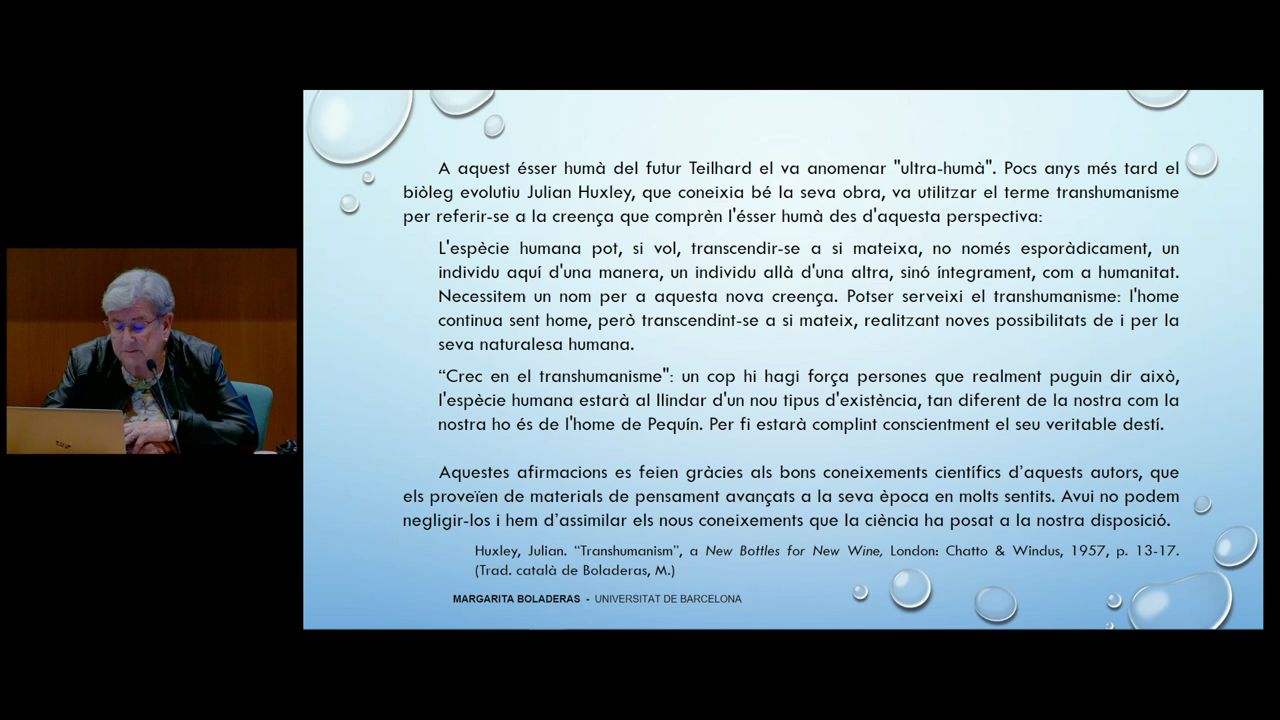 A aquest ésser humà del futur Teilhard el va anomenar "ultra-humà". Pocs anys més tard el
biòleg evolutiu Julian Huxley, que coneixia bé la seva obra, va utilitzar el terme transhumanisme
per referir-se a la creença que comprèn l'ésser humà des d'aquesta perspectiva:
L'espècie humana pot, si vol, transcendir-se a si mateixa, no només esporàdicament, un
individu aquí d'una manera, un individu allà d'una altra, sinó íntegrament, com a humanitat.
Necessitem un nom per a aquesta nova creença. Potser serveixi el transhumanisme: l'home
continua sent home, però transcendint-se a si mateix, realitzant noves possibilitats de i per la
seva naturalesa humana.
“Crec en el transhumanisme": un cop hi hagi força persones que realment puguin dir això,
l'espècie humana estarà al llindar d'un nou tipus d'existència, tan diferent de la nostra com la
nostra ho és de l'home de Pequín. Per fi estarà complint conscientment el seu veritable destí.
Aquestes afirmacions es feien gràcies als bons coneixements científics d’aquests autors, que
els proveïen de materials de pensament avançats a la seva època en molts sentits. Avui no podem
negligir-los i hem d’assimilar els nous coneixements que la ciència ha posat a la nostra disposició.
Huxley, Julian. “Transhumanism”, a New Bottles for New Wine, London: Chatto & Windus, 1957, p. 13-17.
(Trad. català de Boladeras, M.)
MARGARITA BOLADERAS - UNIVERSITAT DE BARCELONA